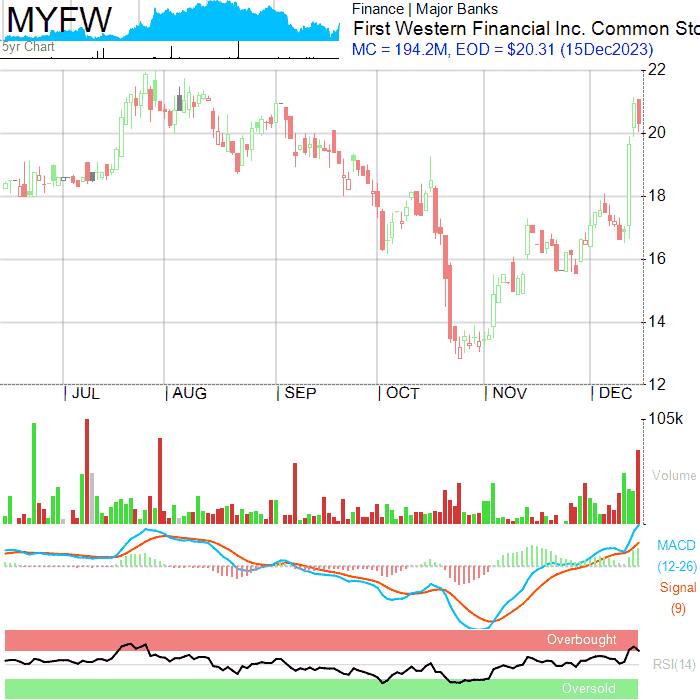 MYFW
5yr Chart
Finance | Major Banks
First Western Financial Inc. Common Sto
MC = 194.2M, EOD = $20.31 (15Dec2023)
22
20
18
16
14
12
JUL AUG SEP OCT NOV DEC
105k
Volume
MACD
(12-26)
Signal
(9)
Overbought
RSI(14)
Oversold